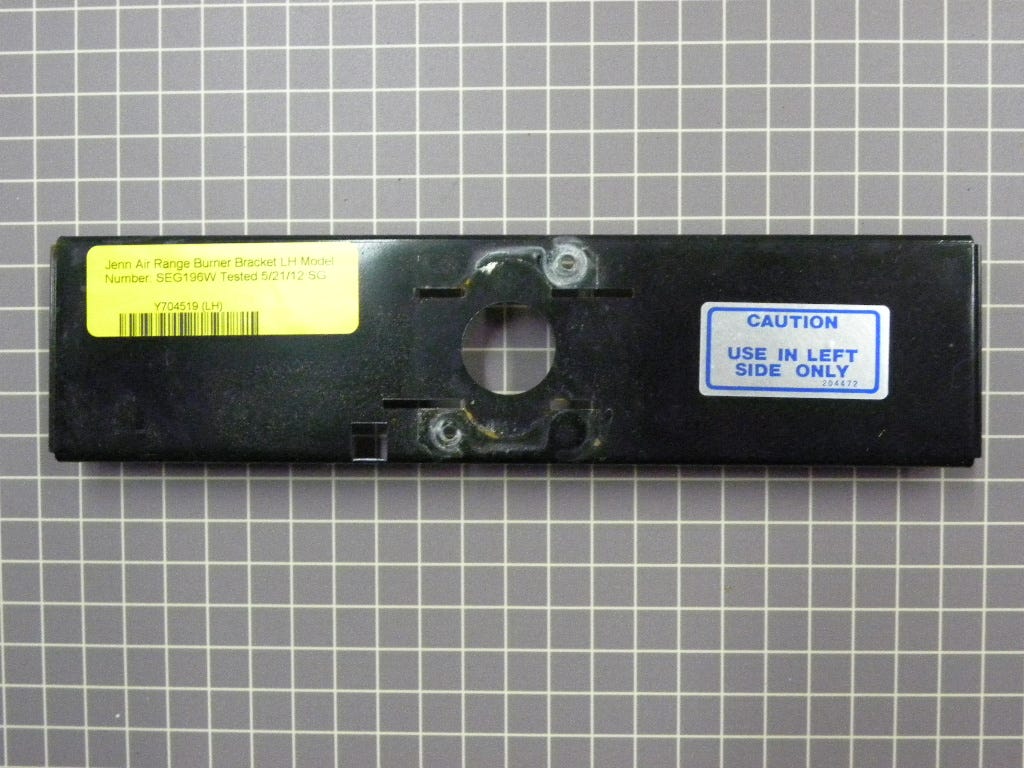 Jenn Air Range Burner Bracket LH Model
Number: SEG196W Tested 5/21/12 SG
Y704519 (LH)
CAUTION
USE IN LEFT
SIDE ONLY
204472